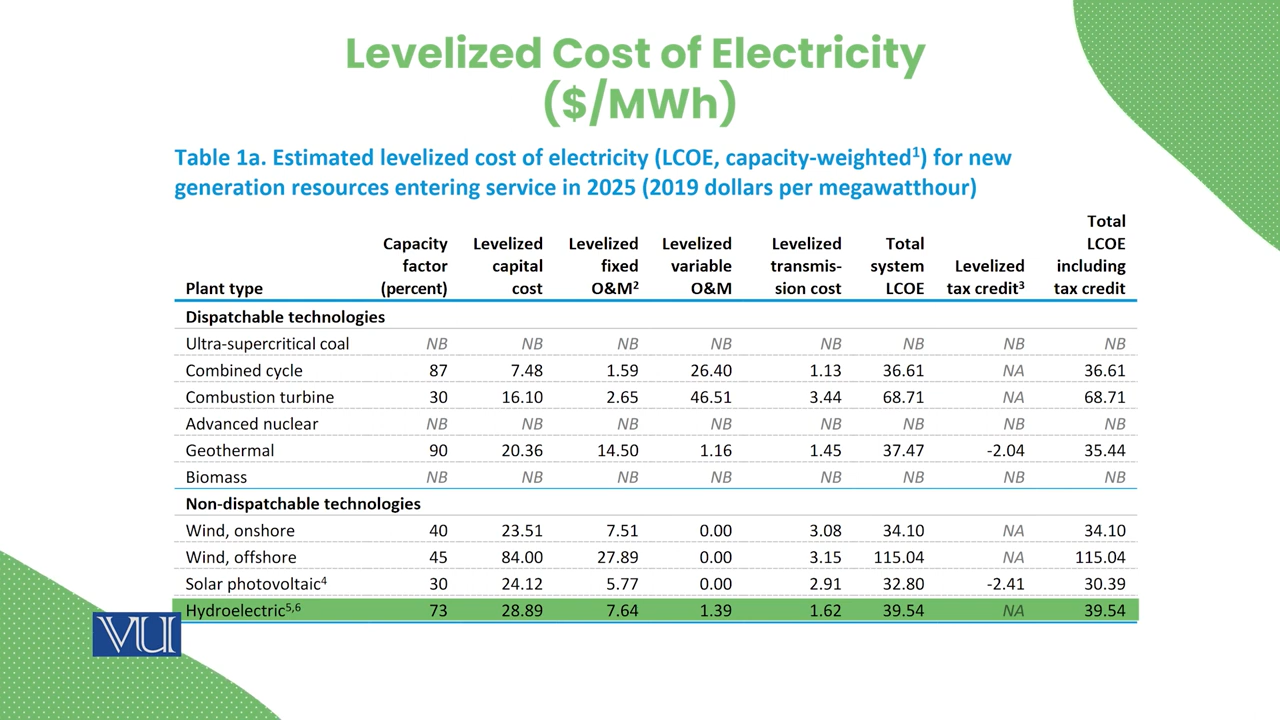 Levelized Cost of Electricity
($/MWh)
Table 1a. Estimated levelized cost of electricity (LCOE, capacity-weighted¹) for new
generation resources entering service in 2025 (2019 dollars per megawatthour)
Plant type Capacity factor (percent) Levelized capital cost Levelized fixed O&M² Levelized variable O&M Levelized transmis-sion cost Total system LCOE Levelized tax credit³ Total LCOE including tax credit
Dispatchable technologies
Ultra-supercritical coal NB NB NB NB NB NB NB NB
Combined cycle 87 7.48 1.59 26.40 1.13 36.61 NA 36.61
Combustion turbine 30 16.10 2.65 46.51 3.44 68.71 NA 68.71
Advanced nuclear NB NB NB NB NB NB NB NB
Geothermal 90 20.36 14.50 1.16 1.45 37.47 -2.04 35.44
Biomass NB NB NB NB NB NB NB NB
Non-dispatchable technologies
Wind, onshore 40 23.51 7.51 0.00 3.08 34.10 NA 34.10
Wind, offshore 45 84.00 27.89 0.00 3.15 115.04 NA 115.04
Solar photovoltaic⁴ 30 24.12 5.77 0.00 2.91 32.80 -2.41 30.39
Hydroelectric⁵,⁶ 73 28.89 7.64 1.39 1.62 39.54 NA 39.54
VU